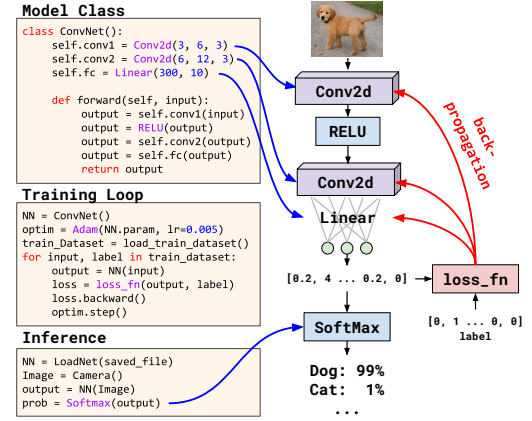 Model Class
class ConvNet():
self.conv1 = Conv2d(3, 6, 3)
self.conv2 = Conv2d(6, 12, 3)
self.fc = Linear(300, 10)
def forward(self, input):
output = self.conv1(input)
output = RELU(output)
output = self.conv2(output)
output = self.fc(output)
return output
Training Loop
NN = ConvNet()
optim = Adam(NN.param, lr=0.005)
train_Dataset = load_train_dataset()
for input, label in train_dataset:
output = NN(input)
loss = loss_fn(output, label)
loss.backward()
optim.step()
Inference
NN = LoadNet(saved_file)
Image = Camera()
output = NN(Image)
prob = Softmax(output)
Conv2d
RELU
Conv2d
Linear
[0.2, 4 ... 0.2, 0]
SoftMax
Dog: 99%
Cat: 1%
...
back-
propagation
loss_fn
[0, 1 ... 0, 0]
label